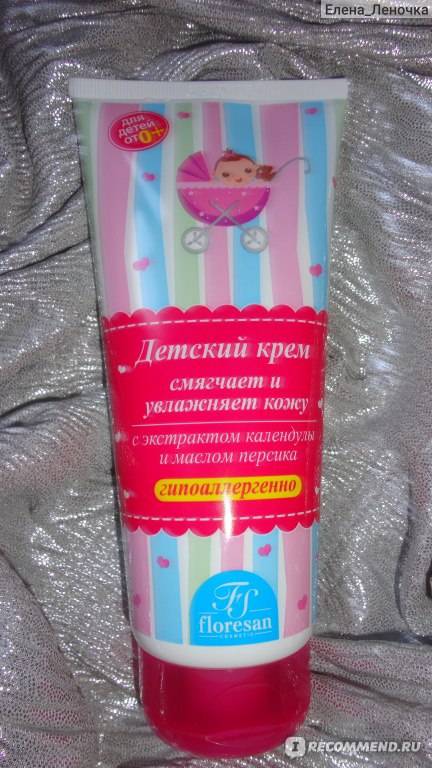 Елена_Леночка
для
детей
от 0+
Детский крем
смягчает и
увлажняет кожу
с экстрактом календулы
и маслом персика
гипоаллергенно
FS
floresan
COSMETIC
IRECOMMEND.RU